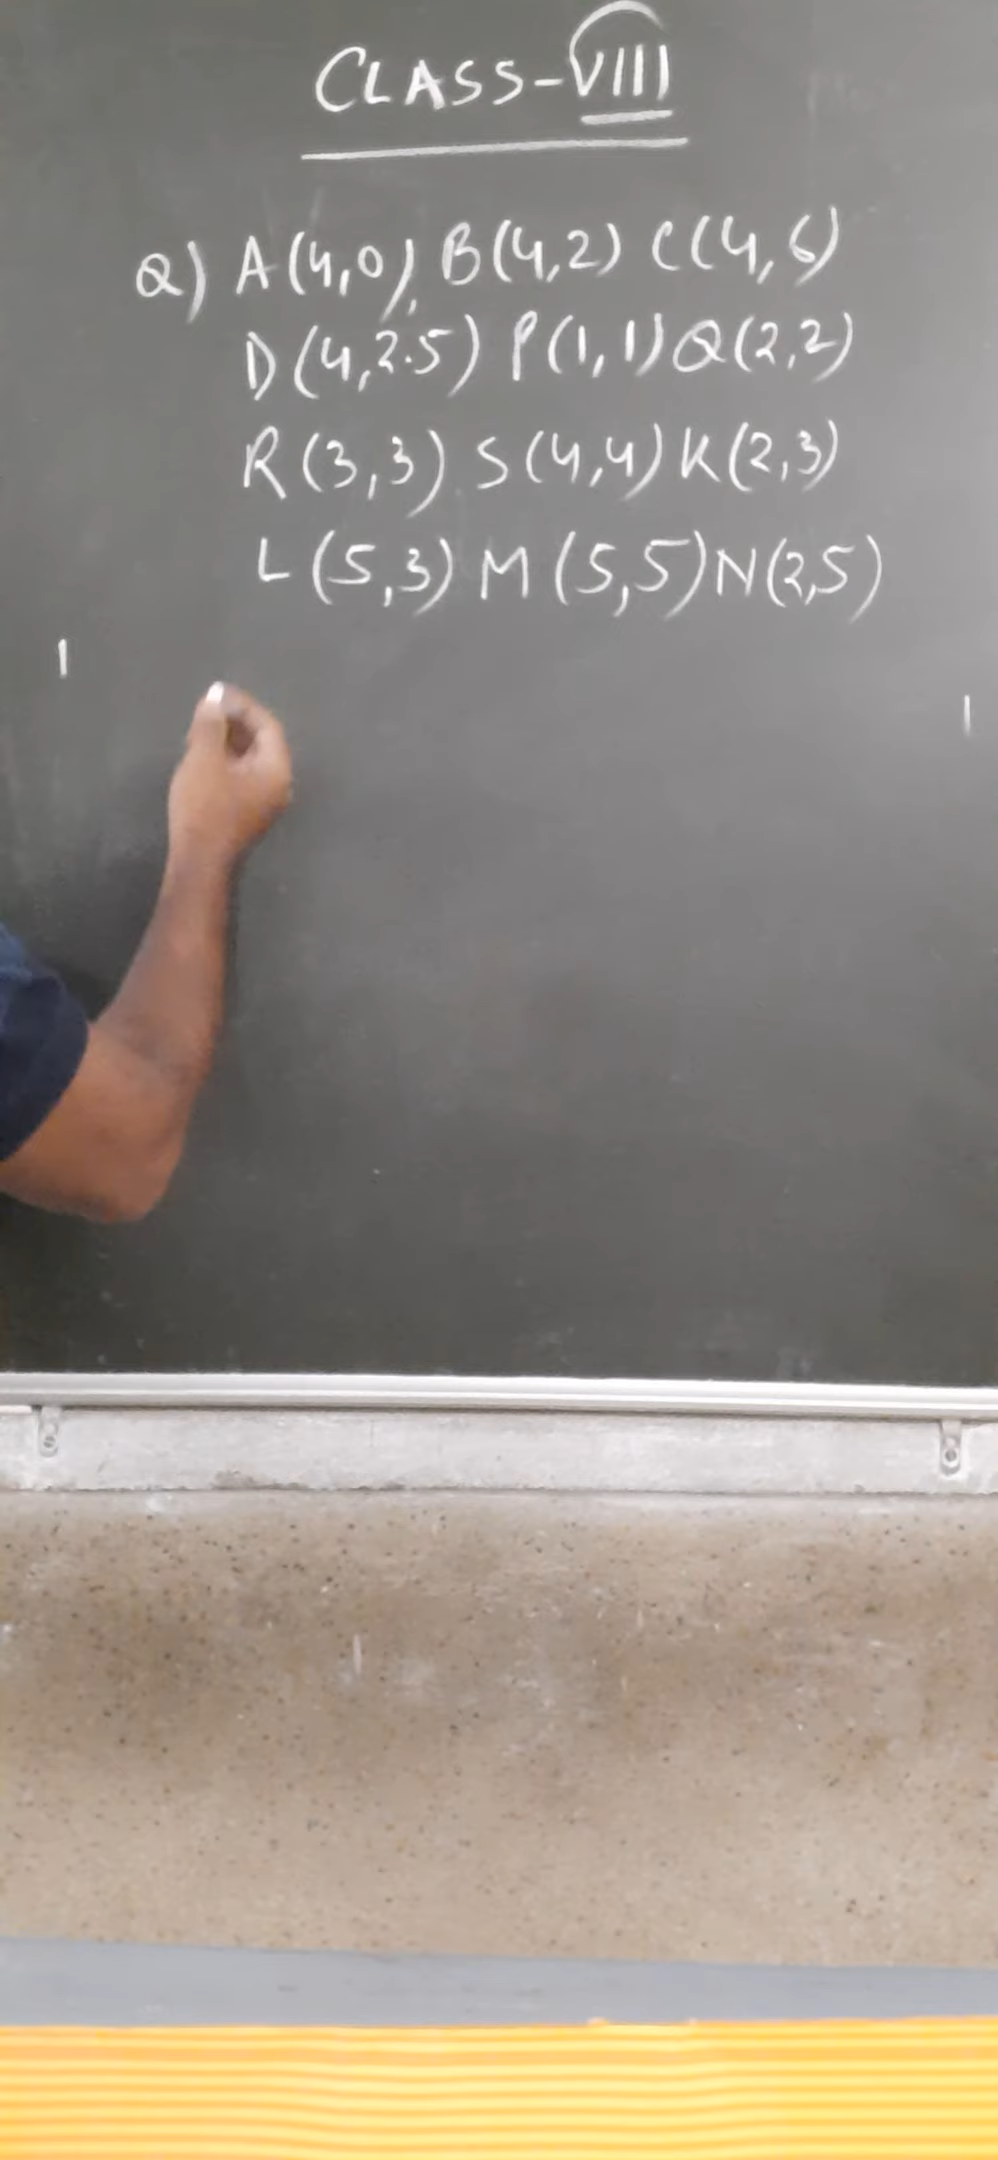 CLASS-VIII
Q) A(4,0), B(4,2) C(4,6)
D(4,2.5) P(1,1) Q(2,2)
R(3,3) S(4,4) K(2,3)
L(5,3) M(5,5) N(2,5)